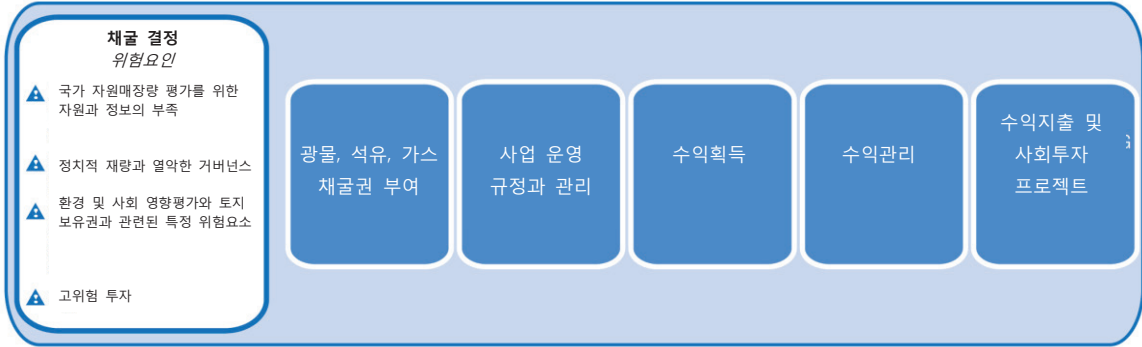 채굴 결정
위험요인
국가 자원매장량 평가를 위한
자원과 정보의 부족
정치적 재량과 열악한 거버넌스
환경 및 사회 영향평가와 토지
보유권과 관련된 특정 위험요소
고위험 투자
광물, 석유, 가스
채굴권 부여
사업 운영
규정과 관리
수익획득
수익관리
수익지출 및
사회투자
프로젝트
G